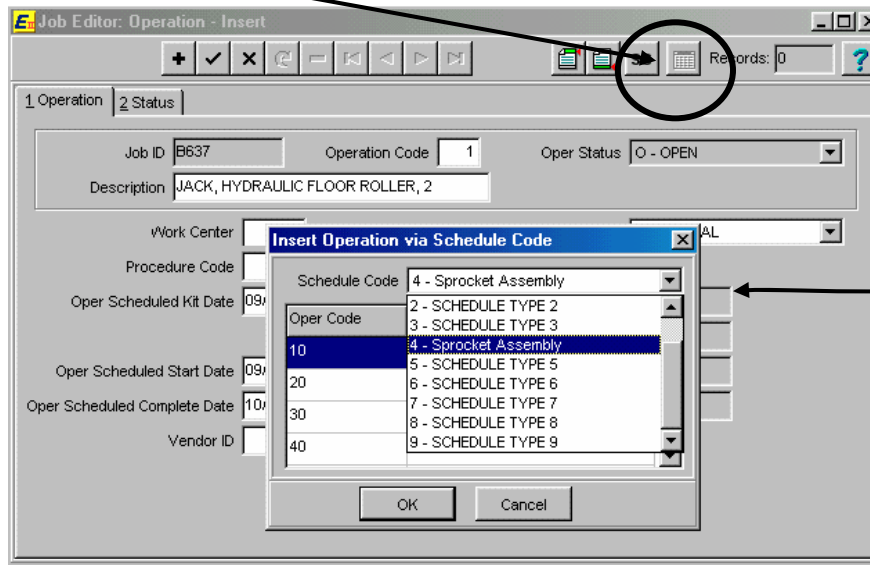 Job Editor: Operation - Insert
Records: 0
1 Operation 2 Status
Job ID B637 Operation Code 1 Oper Status O - OPEN
Description JACK, HYDRAULIC FLOOR ROLLER, 2
Work Center AL
Insert Operation via Schedule Code
Procedure Code
Schedule Code 4 - Sprocket Assembly
Oper Scheduled Kit Date 09/
Oper Code
2 - SCHEDULE TYPE 2
3 - SCHEDULE TYPE 3
10
4 - Sprocket Assembly
5 - SCHEDULE TYPE 5
Oper Scheduled Start Date 09/
20
6 - SCHEDULE TYPE 6
7 - SCHEDULE TYPE 7
Oper Scheduled Complete Date 10/
30
8 - SCHEDULE TYPE 8
Vendor ID
40
9 - SCHEDULE TYPE 9
OK Cancel